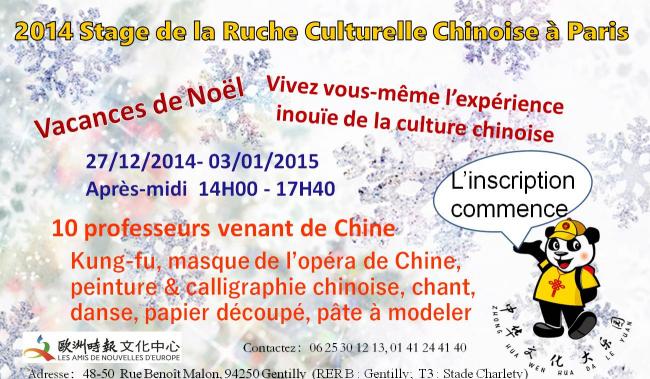 2014 Stage de la Ruche Culturelle Chinoise à Paris
Vacances de Noël
Vivez vous-même l'expérience
inouïe de la culture chinoise
27/12/2014- 03/01/2015
Après-midi 14H00 - 17H40
L'inscription
commence
10 professeurs venant de Chine
Kung-fu, masque de l'opéra de Chine,
peinture & calligraphie chinoise, chant,
danse, papier découpé, pâte à modeler
中华文化大乐园
ZHONG HUA WEN HUA DA LE YUAN
歐洲時報文化中心
LES AMIS DE NOUVELLES D'EUROPE
Contactez: 06 25 30 12 13, 01 41 24 41 40
Adresse: 48-50 Rue Benoît Malon, 94250 Gentilly (RER B : Gentilly; T3 : Stade Charlety)